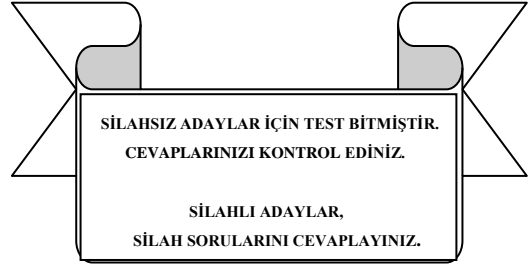 SİLAHSIZ ADAYLAR İÇİN TEST BİTMİŞTİR.
CEVAPLARINIZI KONTROL EDİNİZ.
SİLAHLI ADAYLAR,
SİLAH SORULARINI CEVAPLAYINIZ.